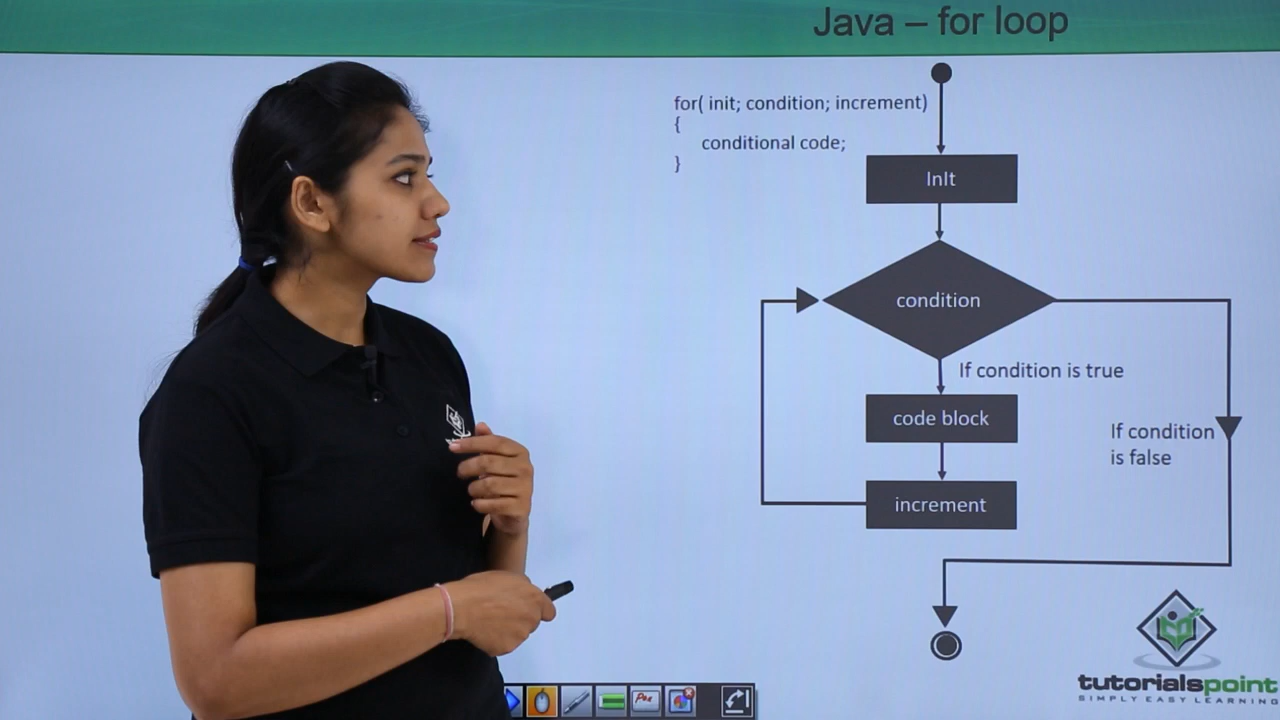 Java – for loop
for( init; condition; increment)
{
conditional code;
}
InIt
condition
If condition is true
code block
If condition
is false
increment
tutorialspoint
SIMPLY EASY LEARNING
Pen